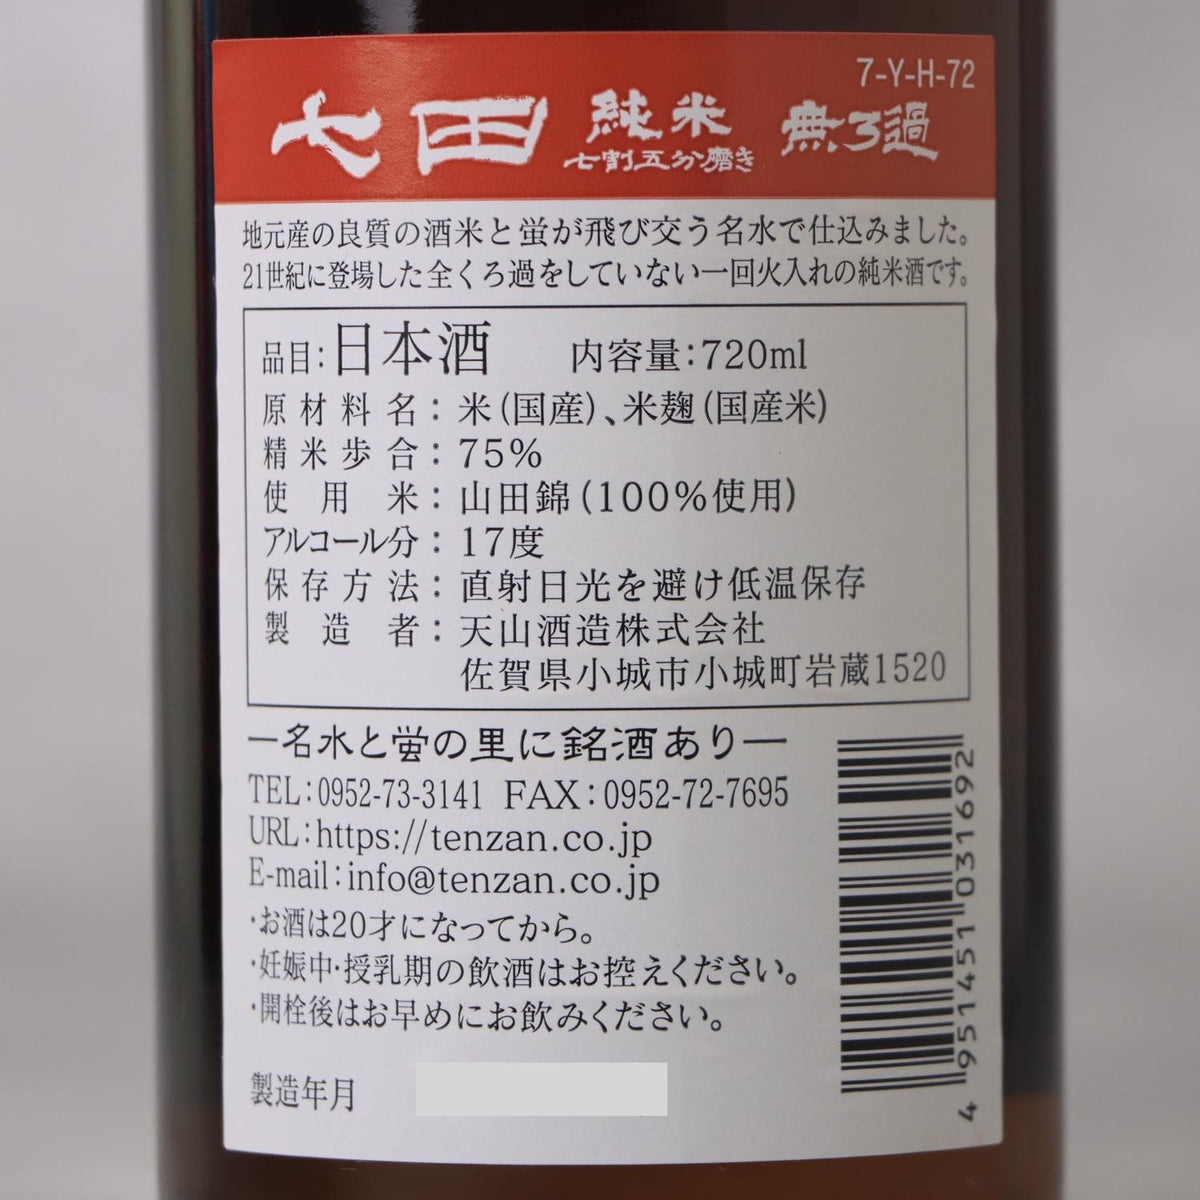 7-Y-H-72
七田 純米 無ろ過
七割五分磨き
地元産の良質の酒米と蛍が飛び交う名水で仕込みました。
21世紀に登場した全くろ過をしていない一回火入れの純米酒です。
品目:日本酒 内容量:720ml
原材料名:米(国産)、米麹(国産米)
精米歩合:75%
使用米:山田錦(100%使用)
アルコール分:17度
保存方法:直射日光を避け低温保存
製造者:天山酒造株式会社
佐賀県小城市小城町岩蔵1520
ー名水と蛍の里に銘酒ありー
TEL:0952-73-3141 FAX:0952-72-7695
URL:https://tenzan.co.jp
E-mail:info@tenzan.co.jp
・お酒は20才になってから。
・妊娠中・授乳期の飲酒はお控えください。
・開栓後はお早めにお飲みください。
製造年月
4 951451 031692